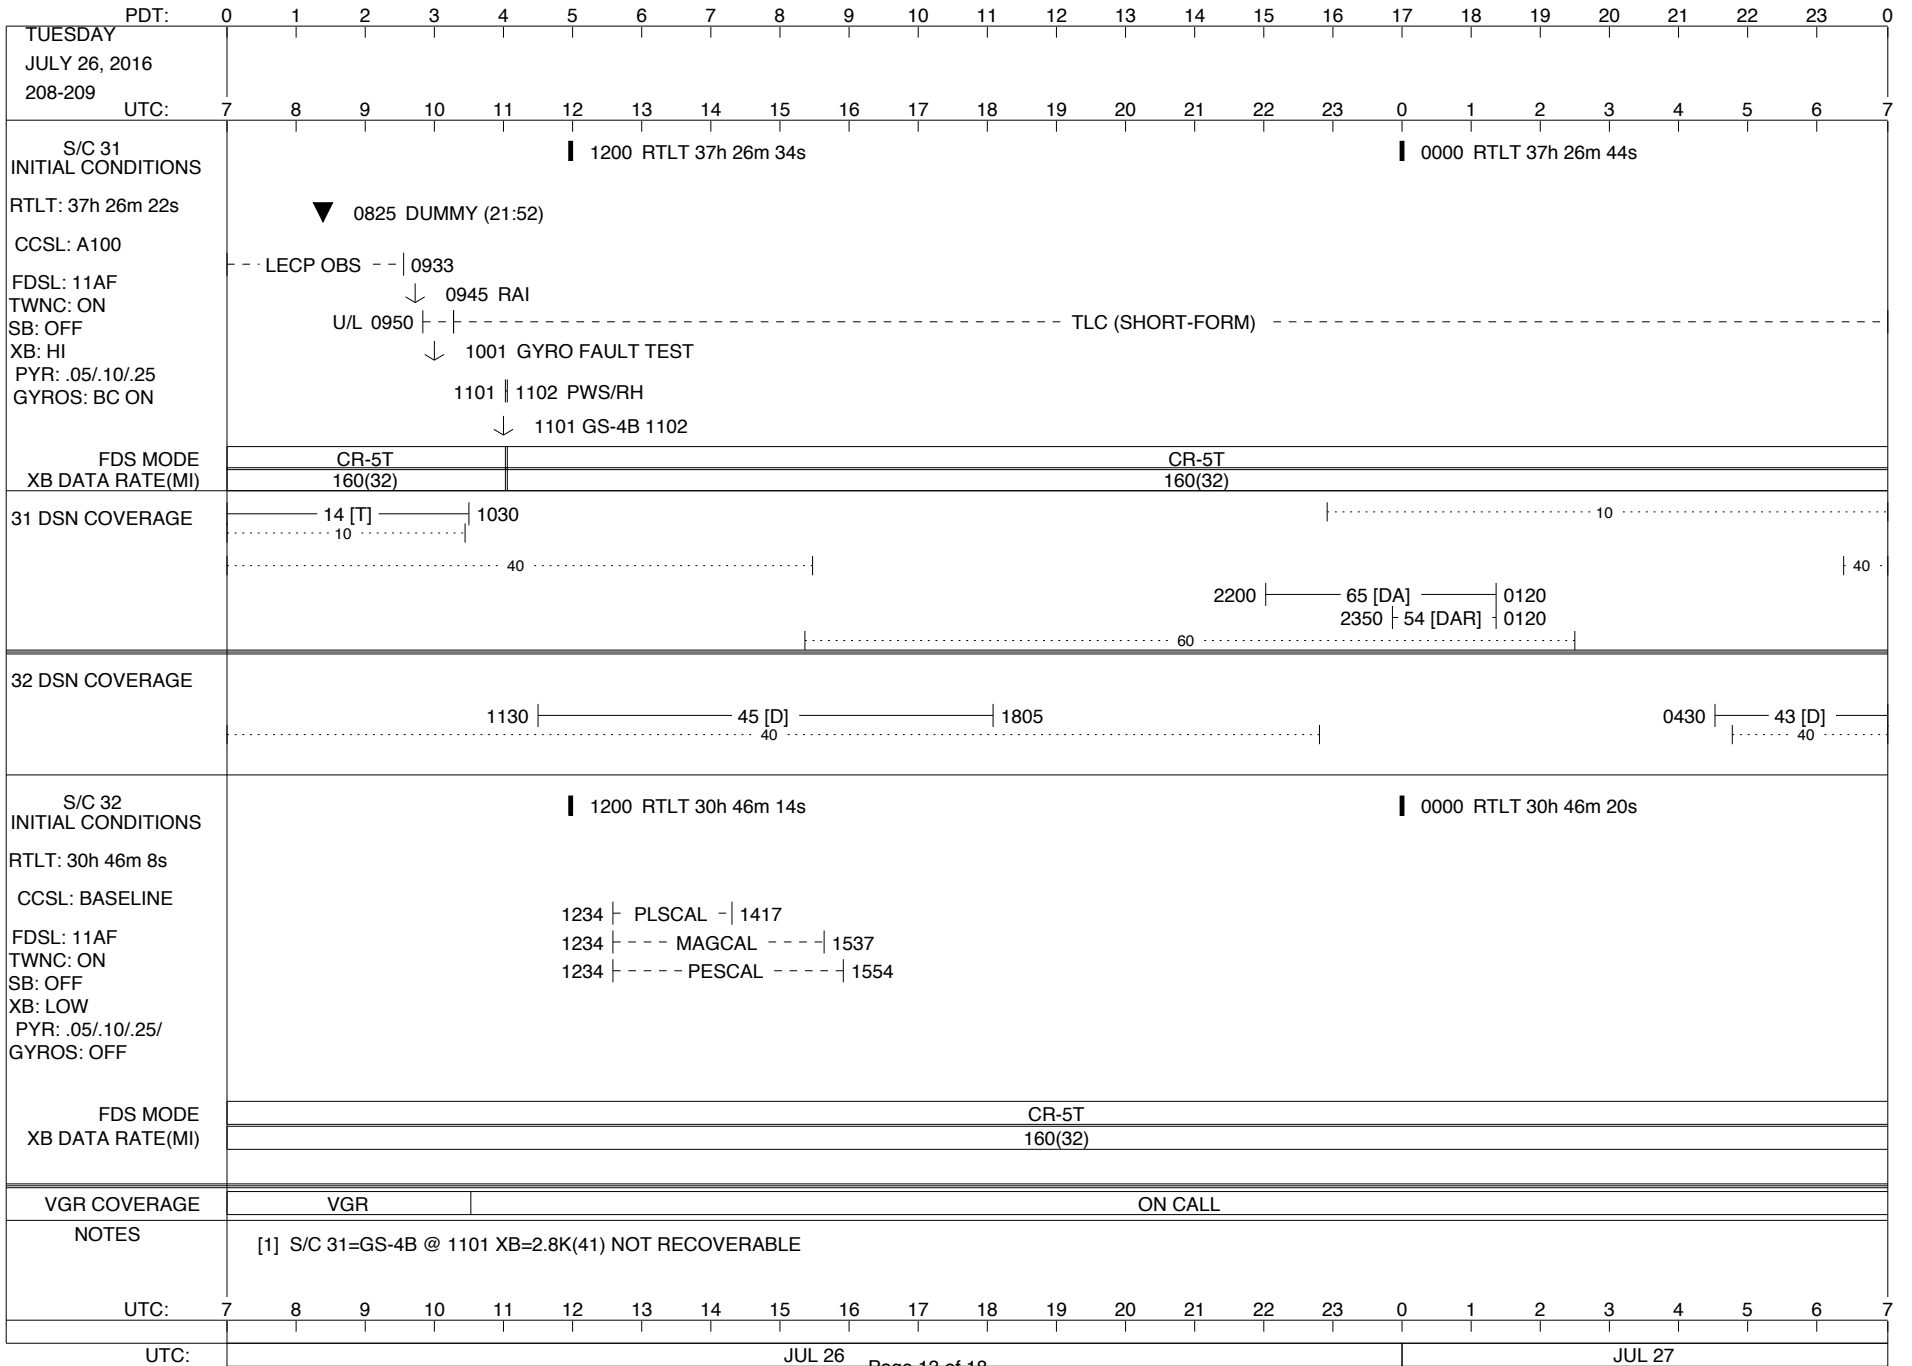 PDT: 0 1 2 3 4 5 6 7 8 9 10 11 12 13 14 15 16 17 18 19 20 21 22 23 0
TUESDAY
JULY 26, 2016
208-209
UTC: 7 8 9 10 11 12 13 14 15 16 17 18 19 20 21 22 23 0 1 2 3 4 5 6 7
S/C 31
INITIAL CONDITIONS
1200 RTLT 37h 26m 34s
0000 RTLT 37h 26m 44s
RTLT: 37h 26m 22s
0825 DUMMY (21:52)
CCSL: A100
LECP OBS 0933
FDSL: 11AF
0945 RAI
TWNC: ON
U/L 0950 TLC (SHORT-FORM)
SB: OFF
XB: HI
1001 GYRO FAULT TEST
PYR: .05/.10/.25
GYROS: BC ON
1101 1102 PWS/RH
1101 GS-4B 1102
FDS MODE CR-5T CR-5T
XB DATA RATE(MI) 160(32) 160(32)
31 DSN COVERAGE 14 [T] 1030 10
10
40 40
2200 65 [DA] 0120
2350 54 [DAR] 0120
60
32 DSN COVERAGE
1130 45 [D] 1805 0430 43 [D]
40 40
S/C 32
INITIAL CONDITIONS
1200 RTLT 30h 46m 14s
0000 RTLT 30h 46m 20s
RTLT: 30h 46m 8s
CCSL: BASELINE
1234 PLSCAL 1417
FDSL: 11AF
1234 MAGCAL 1537
TWNC: ON
1234 PESCAL 1554
SB: OFF
XB: LOW
PYR: .05/.10/.25/
GYROS: OFF
FDS MODE CR-5T
XB DATA RATE(MI) 160(32)
VGR COVERAGE VGR ON CALL
NOTES
[1] S/C 31=GS-4B @ 1101 XB=2.8K(41) NOT RECOVERABLE
UTC: 7 8 9 10 11 12 13 14 15 16 17 18 19 20 21 22 23 0 1 2 3 4 5 6 7
UTC: JUL 26 JUL 27